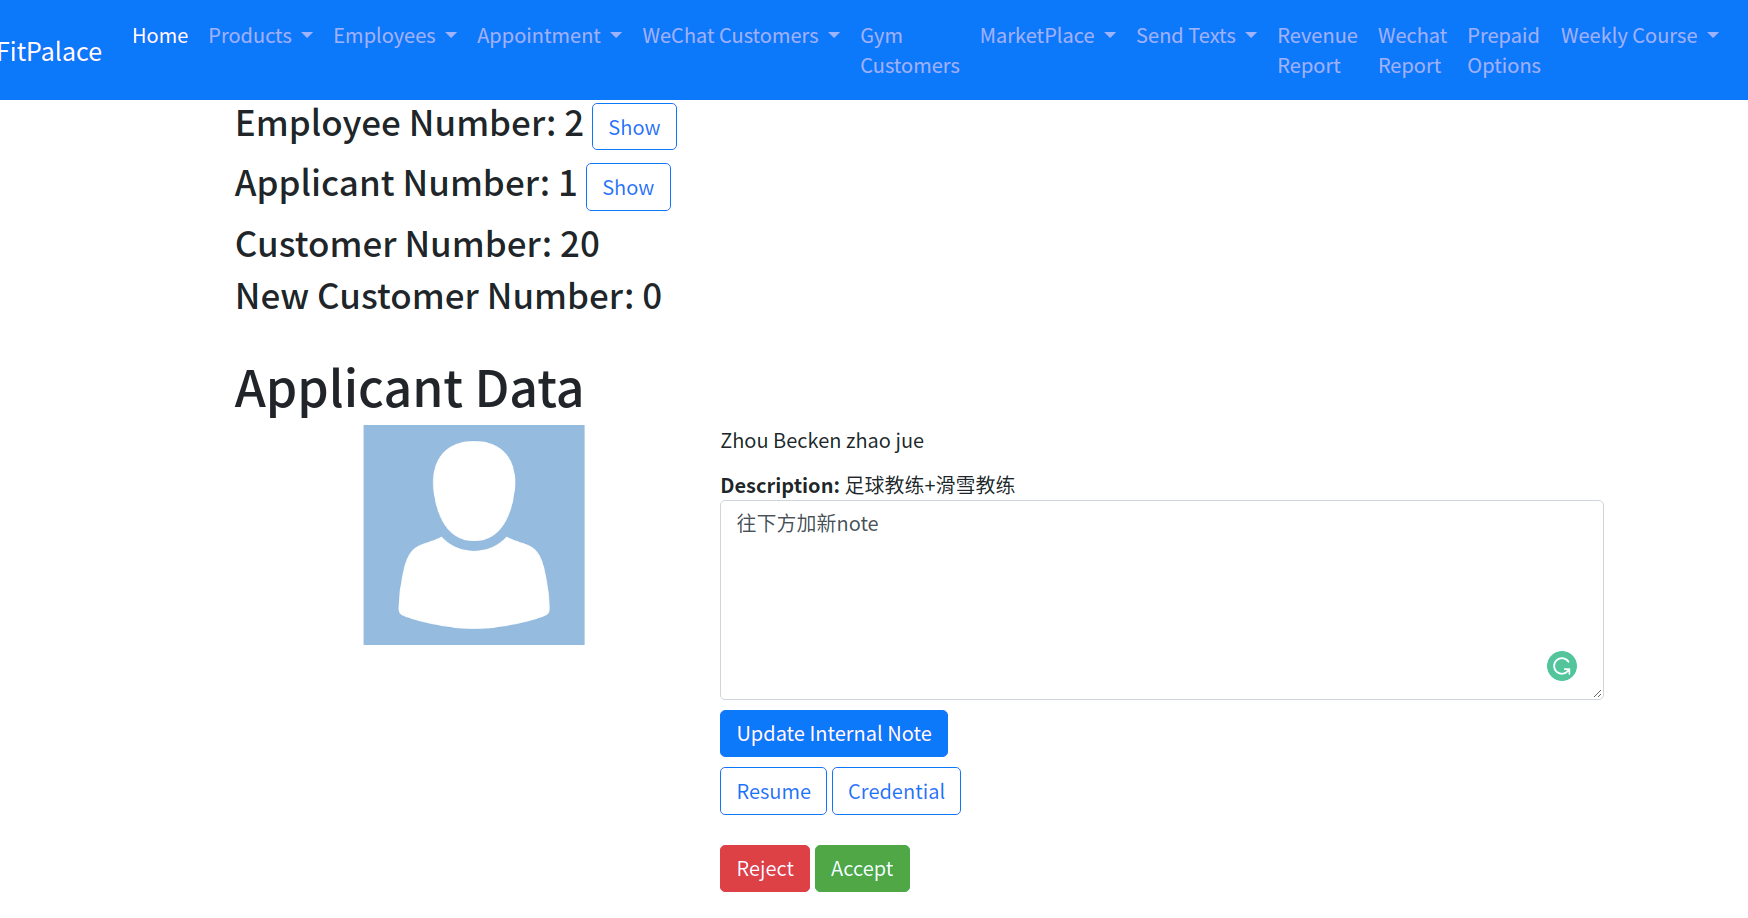 FitPalace Home Products Employees Appointment WeChat Customers Gym Customers MarketPlace Send Texts Revenue Report Wechat Report Prepaid Options Weekly Course
Employee Number: 2 Show
Applicant Number: 1 Show
Customer Number: 20
New Customer Number: 0
Applicant Data
Zhou Becken zhao jue
Description: 足球教练+滑雪教练
往下方加新note
Update Internal Note
Resume Credential
Reject Accept